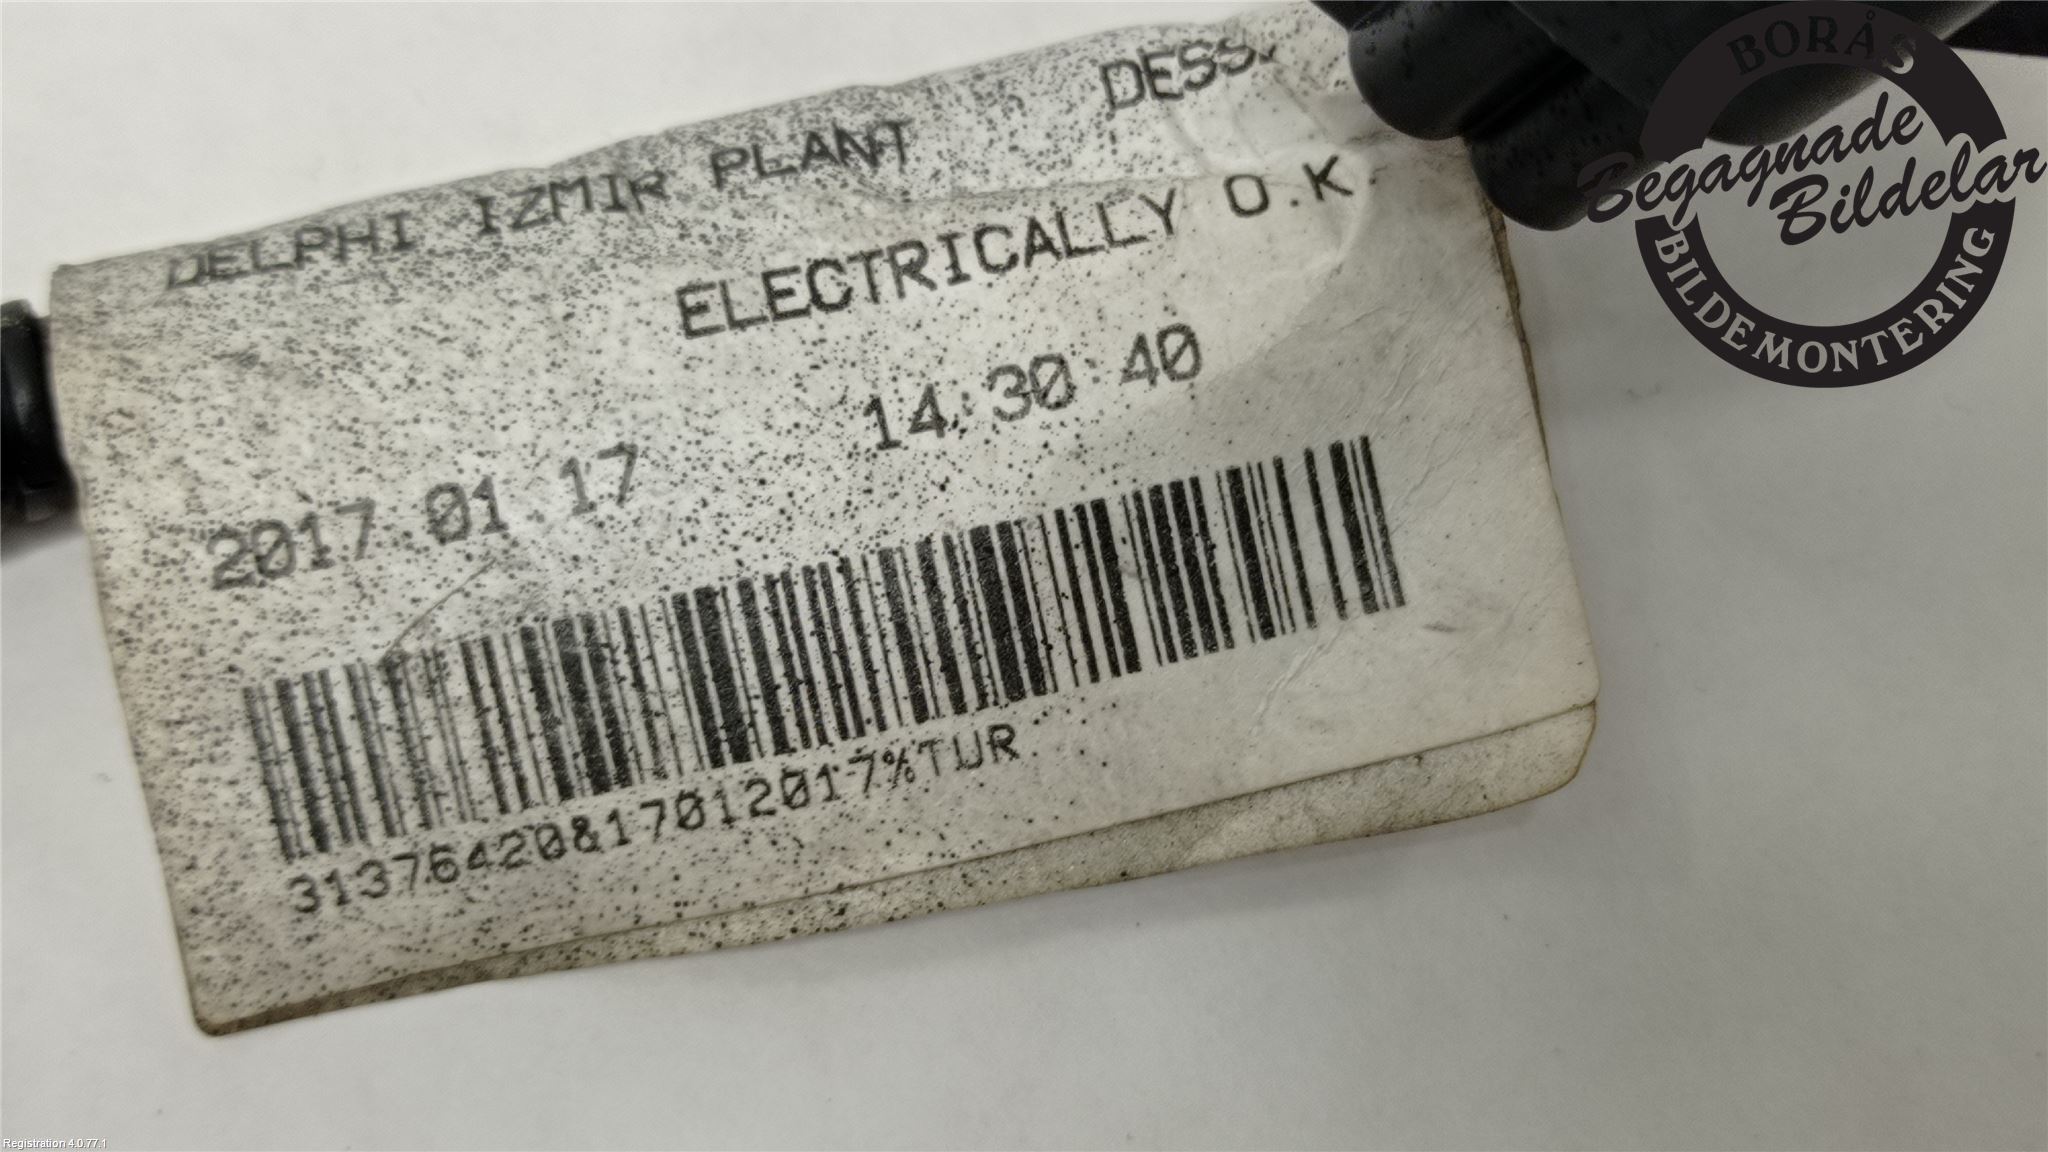 DELPHI IZMIR PLANT DESS.
ELECTRICALLY O.K.
2017 01 17 14:30:40
31376420&17012017%TUR
BORÅS
Begagnade
Bildelar
BILDEMONTERING
Registration 4.0.77.1